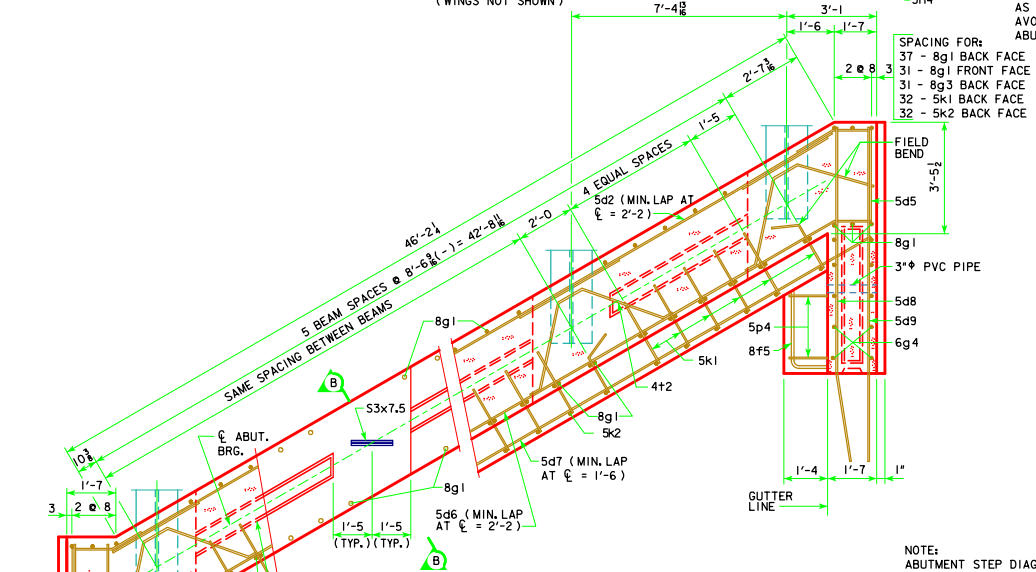 (WINGS NOT SHOWN)
7'-4 13/16
3'-1
1'-6
1'-7
2 @ 8
3
SPACING FOR:
37 - 8g1 BACK FACE
31 - 8g1 FRONT FACE
31 - 8g3 BACK FACE
32 - 5k1 BACK FACE
32 - 5k2 BACK FACE
AS
AVO
ABU
2'-7 3/16
1'-5
4 EQUAL SPACES
2'-0
46'-2 1/4
5 BEAM SPACES @ 8'-6 9/16 (-) = 42'-8 11/16
SAME SPACING BETWEEN BEAMS
5d2 (MIN. LAP AT
℄ = 2'-2)
FIELD
BEND
3'-5 1/2
5d5
8g1
3"Φ PVC PIPE
5d8
5d9
6g4
5p4
8f5
5k1
4t2
8g1
5k2
8g1
B
S3x7.5
℄ ABUT.
BRG.
10 3/8
1'-7
3
2 @ 8
5d7 (MIN. LAP
AT ℄ = 1'-6)
8g1
5d6 (MIN. LAP
AT ℄ = 2'-2)
1'-5
1'-5
(TYP.)
(TYP.)
B
1'-4
1'-7
1"
GUTTER
LINE
NOTE:
ABUTMENT STEP DIAG